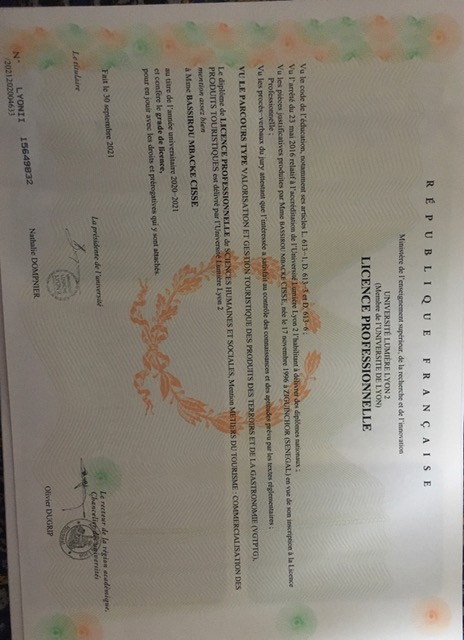 RÉPUBLIQUE FRANÇAISE
Ministère de l'enseignement supérieur, de la recherche et de l'innovation
UNIVERSITÉ LUMIÈRE LYON 2
(Membre de l'UNIVERSITE DE LYON)
LICENCE PROFESSIONNELLE
Vu le code de l'éducation, notamment ses articles L. 613-1, D. 613-3 et D. 613-6 ;
Vu l'arrêté du 23 mai 2016 relatif à l'accréditation de l'Université Lumière Lyon 2 l'habilitant à délivrer des diplômes nationaux ;
Vu les pièces justificatives produites par Mme BASSIROU MBACKE CISSE, née le 17 novembre 1996 à ZIGUINCHOR (SENEGAL) en vue de son inscription à la Licence
Professionnelle ;
Vu les procès-verbaux du jury attestant que l'intéressée a satisfait au contrôle des connaissances et des aptitudes prévu par les textes réglementaires ;
VU LE PARCOURS TYPE VALORISATION ET GESTION TOURISTIQUE DES PRODUITS DES TERROIRS ET DE LA GASTRONOMIE (VGTPTG),
Le diplôme de LICENCE PROFESSIONNELLE de SCIENCES HUMAINES ET SOCIALES, Mention METIERS DU TOURISME : COMMERCIALISATION DES
PRODUITS TOURISTIQUES est délivré par l'Université Lumière Lyon 2
mention assez bien
à Mme BASSIROU MBACKE CISSE
au titre de l'année universitaire 2020-2021
et confère le grade de licence,
pour en jouir avec les droits et prérogatives qui y sont attachés.
Fait le 30 septembre 2021
Le titulaire
La présidente de l'université
Le recteur de la région académique,
Chancelier des universités
Nathalie DOMPNIER
Olivier DUGRIP
N° LYONII 15649832
/2021202004633